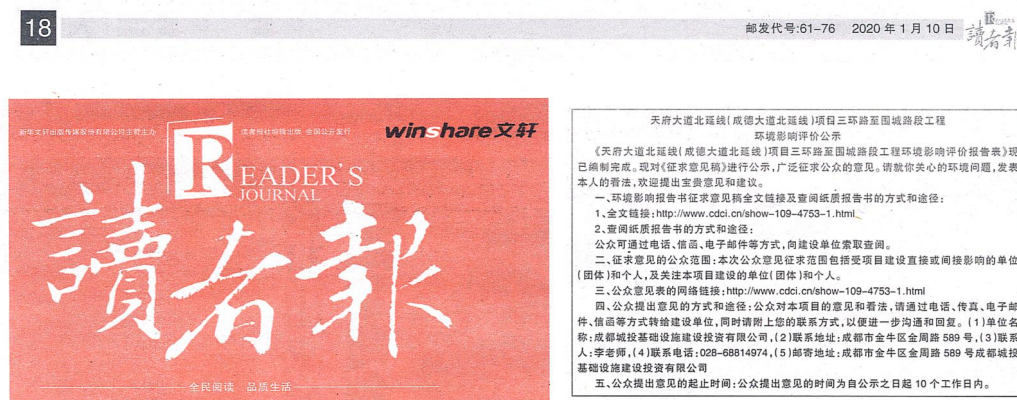 18
邮发代号:61-76 2020年1月10日
讀者報
新华文轩出版传媒股份有限公司主管主办
读者报社编辑出版 全国公开发行
winshare文轩
READER'S
JOURNAL
讀者報
全民阅读 品质生活
天府大道北延线(成德大道北延线)项目三环路至围城路段工程
环境影响评价公示
《天府大道北延线(成德大道北延线)项目三环路至围城路段工程环境影响评价报告表》现
已编制完成。现对《征求意见稿》进行公示,广泛征求公众的意见。请就你关心的环境问题,发表
本人的看法,欢迎提出宝贵意见和建议。
一、环境影响报告书征求意见稿全文链接及查阅纸质报告书的方式和途径:
1、全文链接:http://www.cdci.cn/show-109-4753-1.html
2、查阅纸质报告书的方式和途径:
公众可通过电话、信函、电子邮件等方式,向建设单位索取查阅。
二、征求意见的公众范围:本次公众意见征求范围包括受项目建设直接或间接影响的单位
(团体)和个人,及关注本项目建设的单位(团体)和个人。
三、公众意见表的网络链接:http://www.cdci.cn/show-109-4753-1.html
四、公众提出意见的方式和途径:公众对本项目的意见和看法,请通过电话、传真、电子邮
件、信函等方式转给建设单位,同时请附上您的联系方式,以便进一步沟通和回复。(1)单位名
称:成都城投基础设施建设投资有限公司,(2)联系地址:成都市金牛区金周路589号,(3)联系
人:李老师,(4)联系电话:028-68814974,(5)邮寄地址:成都市金牛区金周路589号成都城投
基础设施建设投资有限公司
五、公众提出意见的起止时间:公众提出意见的时间为自公示之日起10个工作日内。